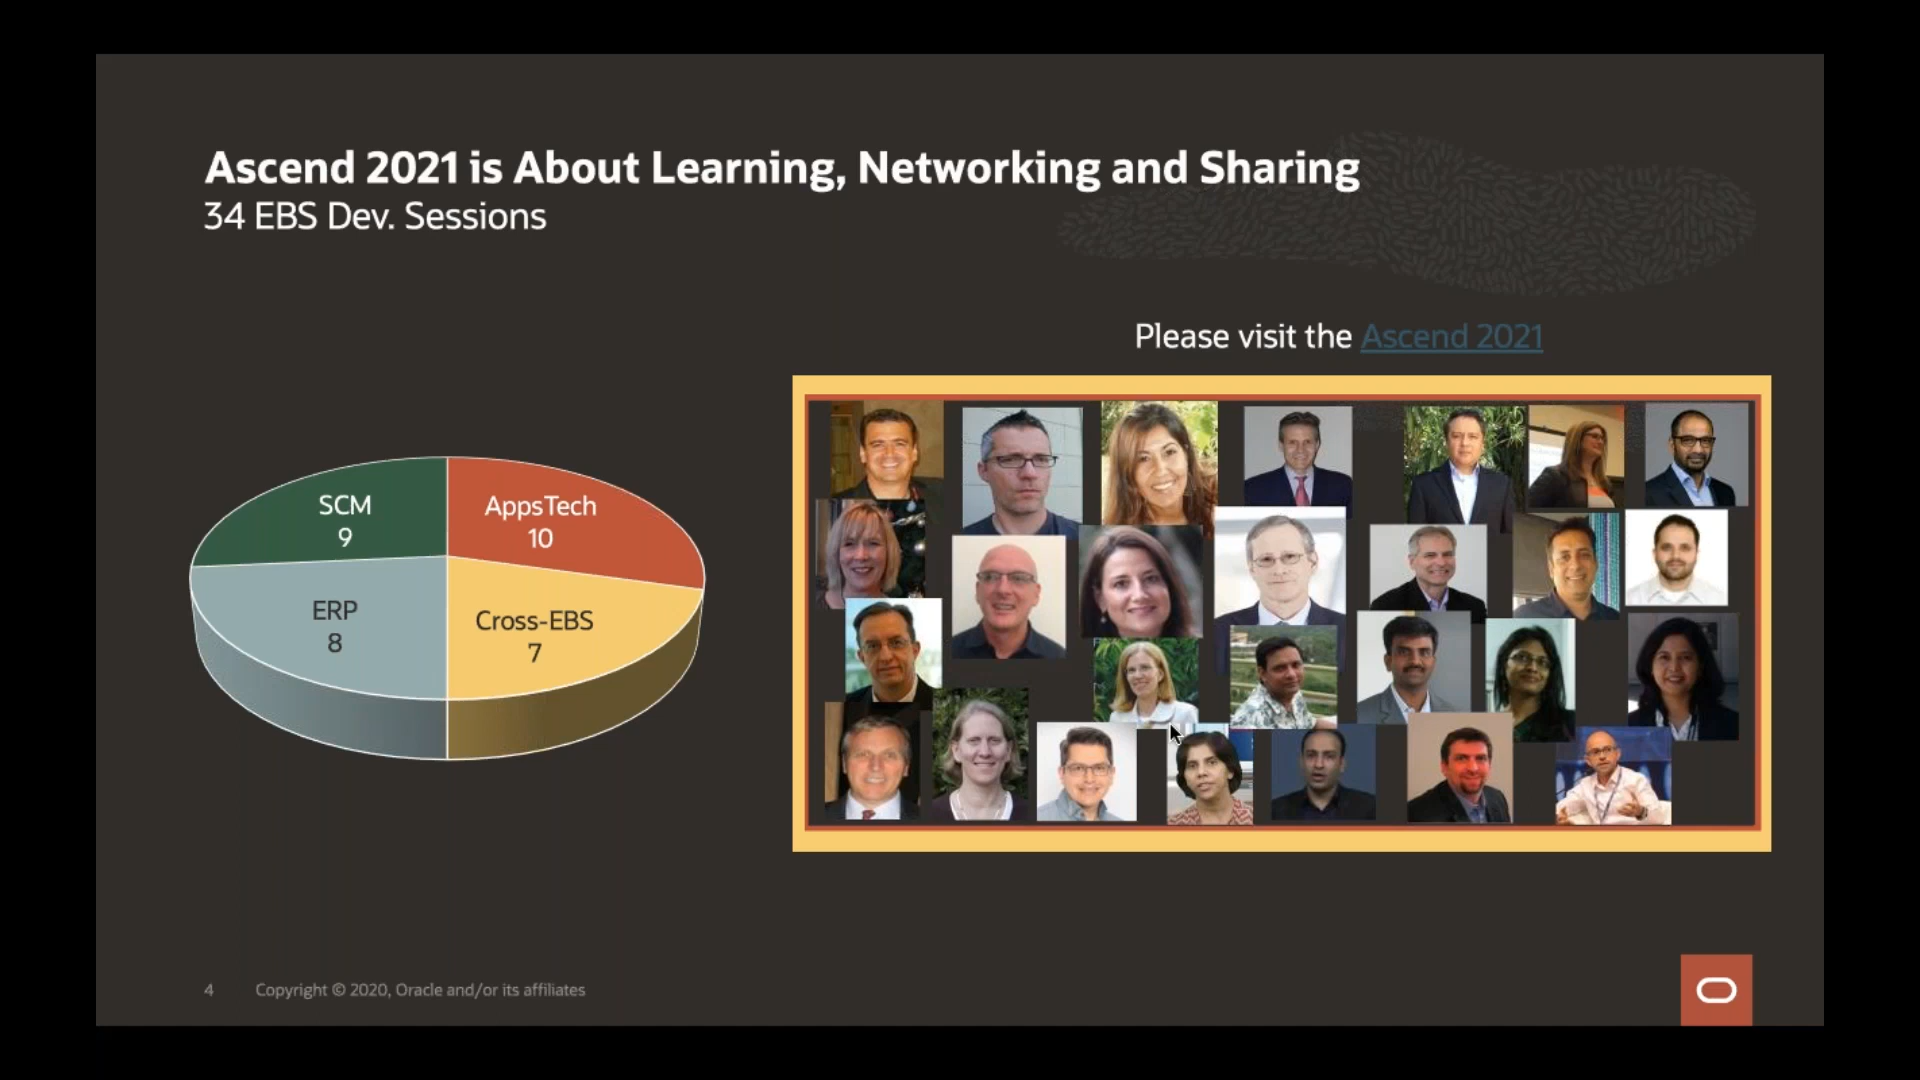 Ascend 2021 is About Learning, Networking and Sharing
34 EBS Dev. Sessions
Please visit the Ascend 2021
SCM
9
AppsTech
10
ERP
8
Cross-EBS
7
4 Copyright © 2020, Oracle and/or its affiliates